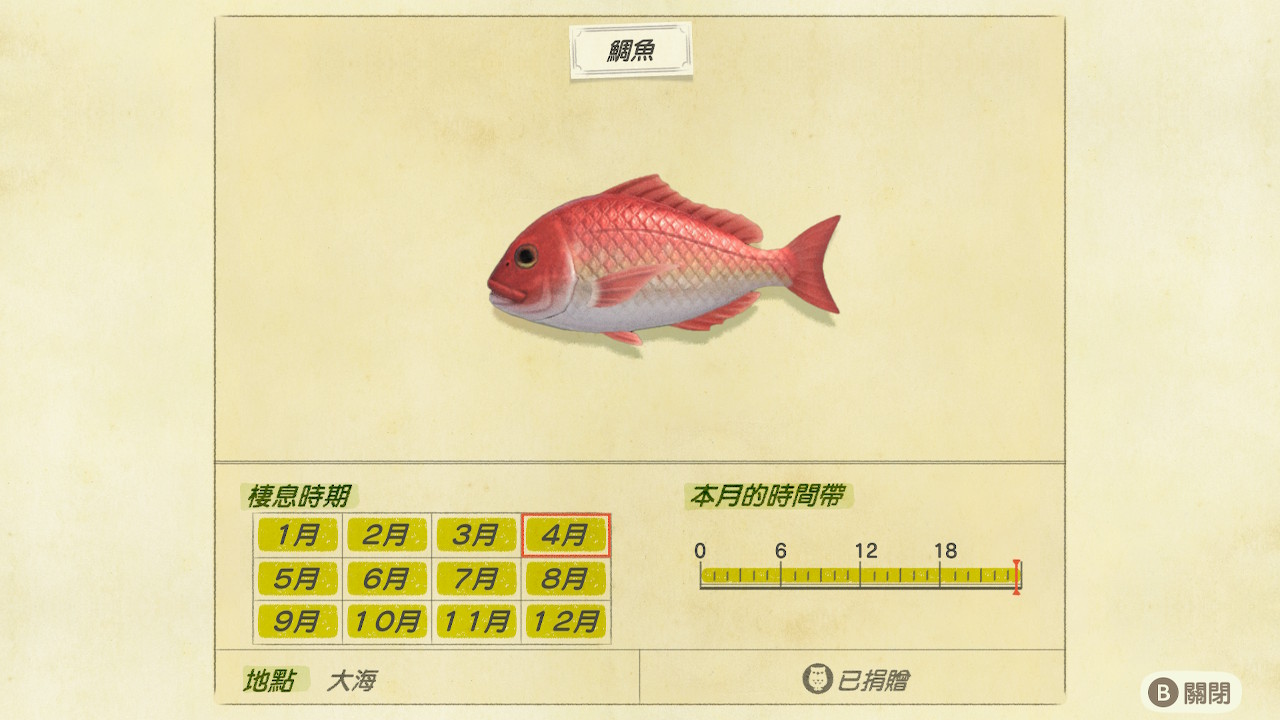 鯛魚
棲息時期
1月 2月 3月 4月
5月 6月 7月 8月
9月 10月 11月 12月
本月的時間帶
0 6 12 18
地點 大海
已捐贈
B 關閉